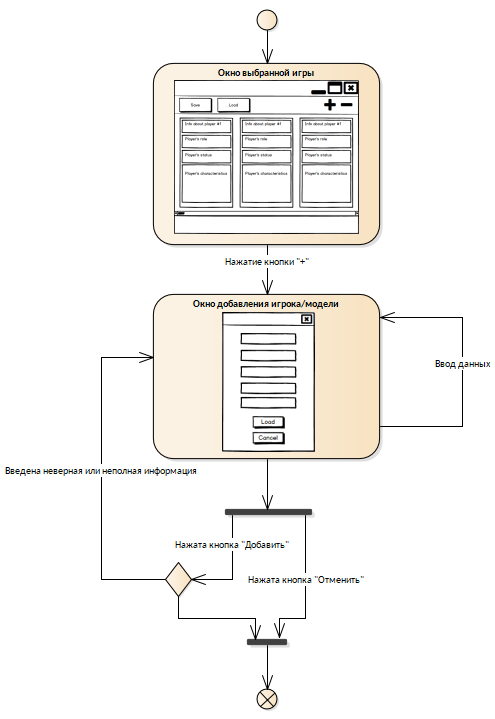 Окно выбранной игры
Save
Load
Info about player #1
Info about player #1
Info about player #1
Player's role
Player's role
Player's role
Player's status
Player's status
Player's status
Player's characteristics
Player's characteristics
Player's characteristics
Нажатие кнопки "+"
Окно добавления игрока/модели
Load
Cancel
Ввод данных
Введена неверная или неполная информация
Нажата кнопка "Добавить"
Нажата кнопка "Отменить"